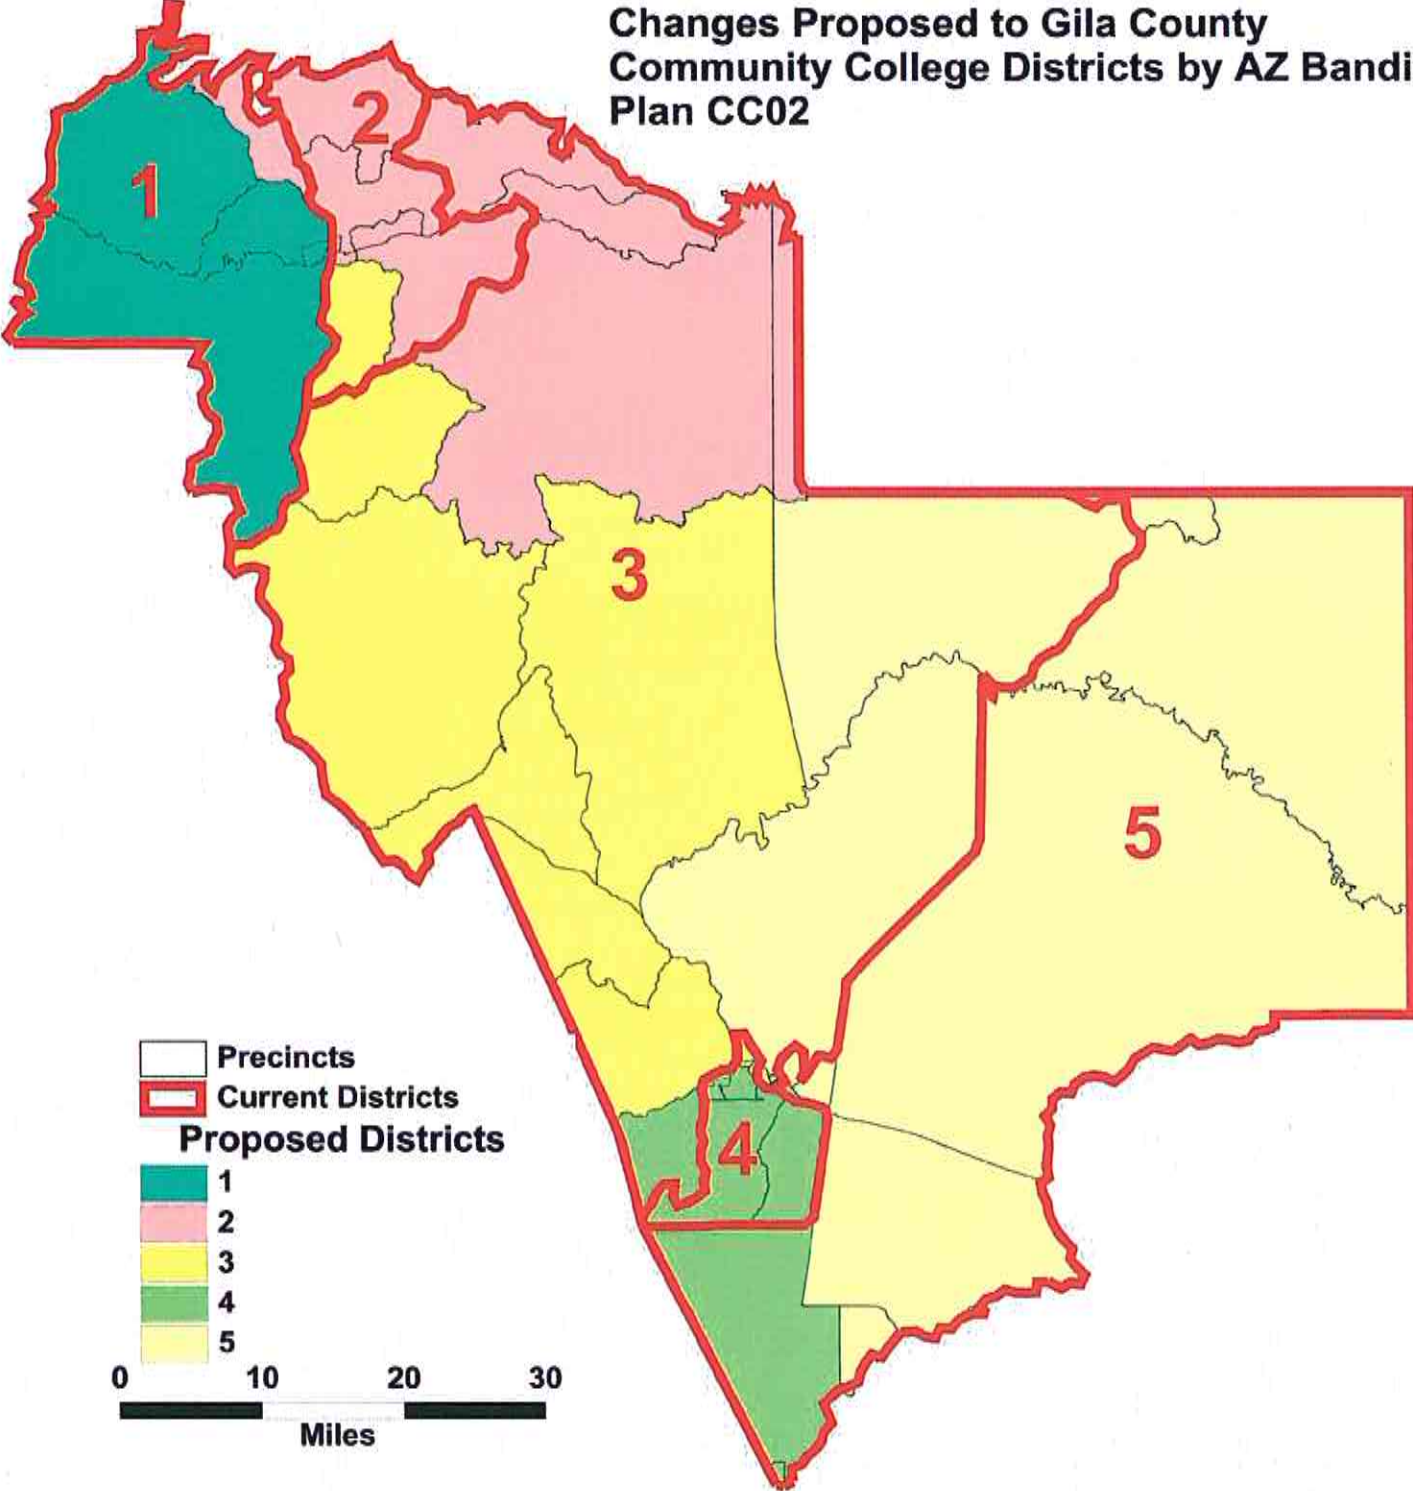 Changes Proposed to Gila County
Community College Districts by AZ Bandi
Plan CC02
2
1
3
5
4
Precincts
Current Districts
Proposed Districts
1
2
3
4
5
0 10 20 30
Miles